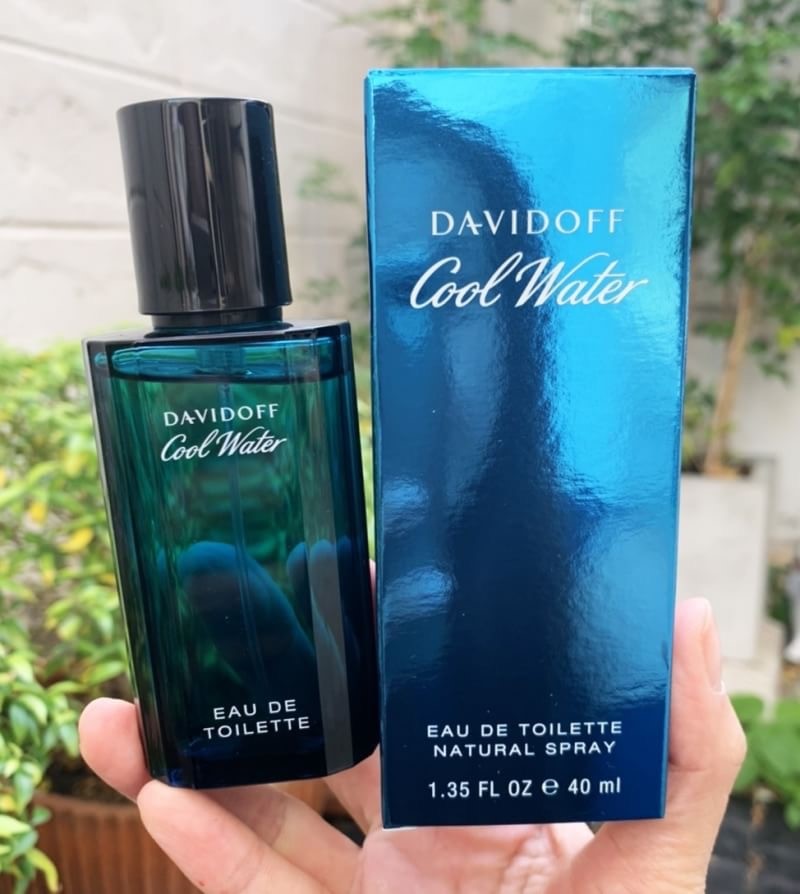 DAVIDOFF
Cool Water
EAU DE
TOILETTE
DAVIDOFF
Cool Water
EAU DE TOILETTE
NATURAL SPRAY
1.35 FL OZ ℮ 40 ml